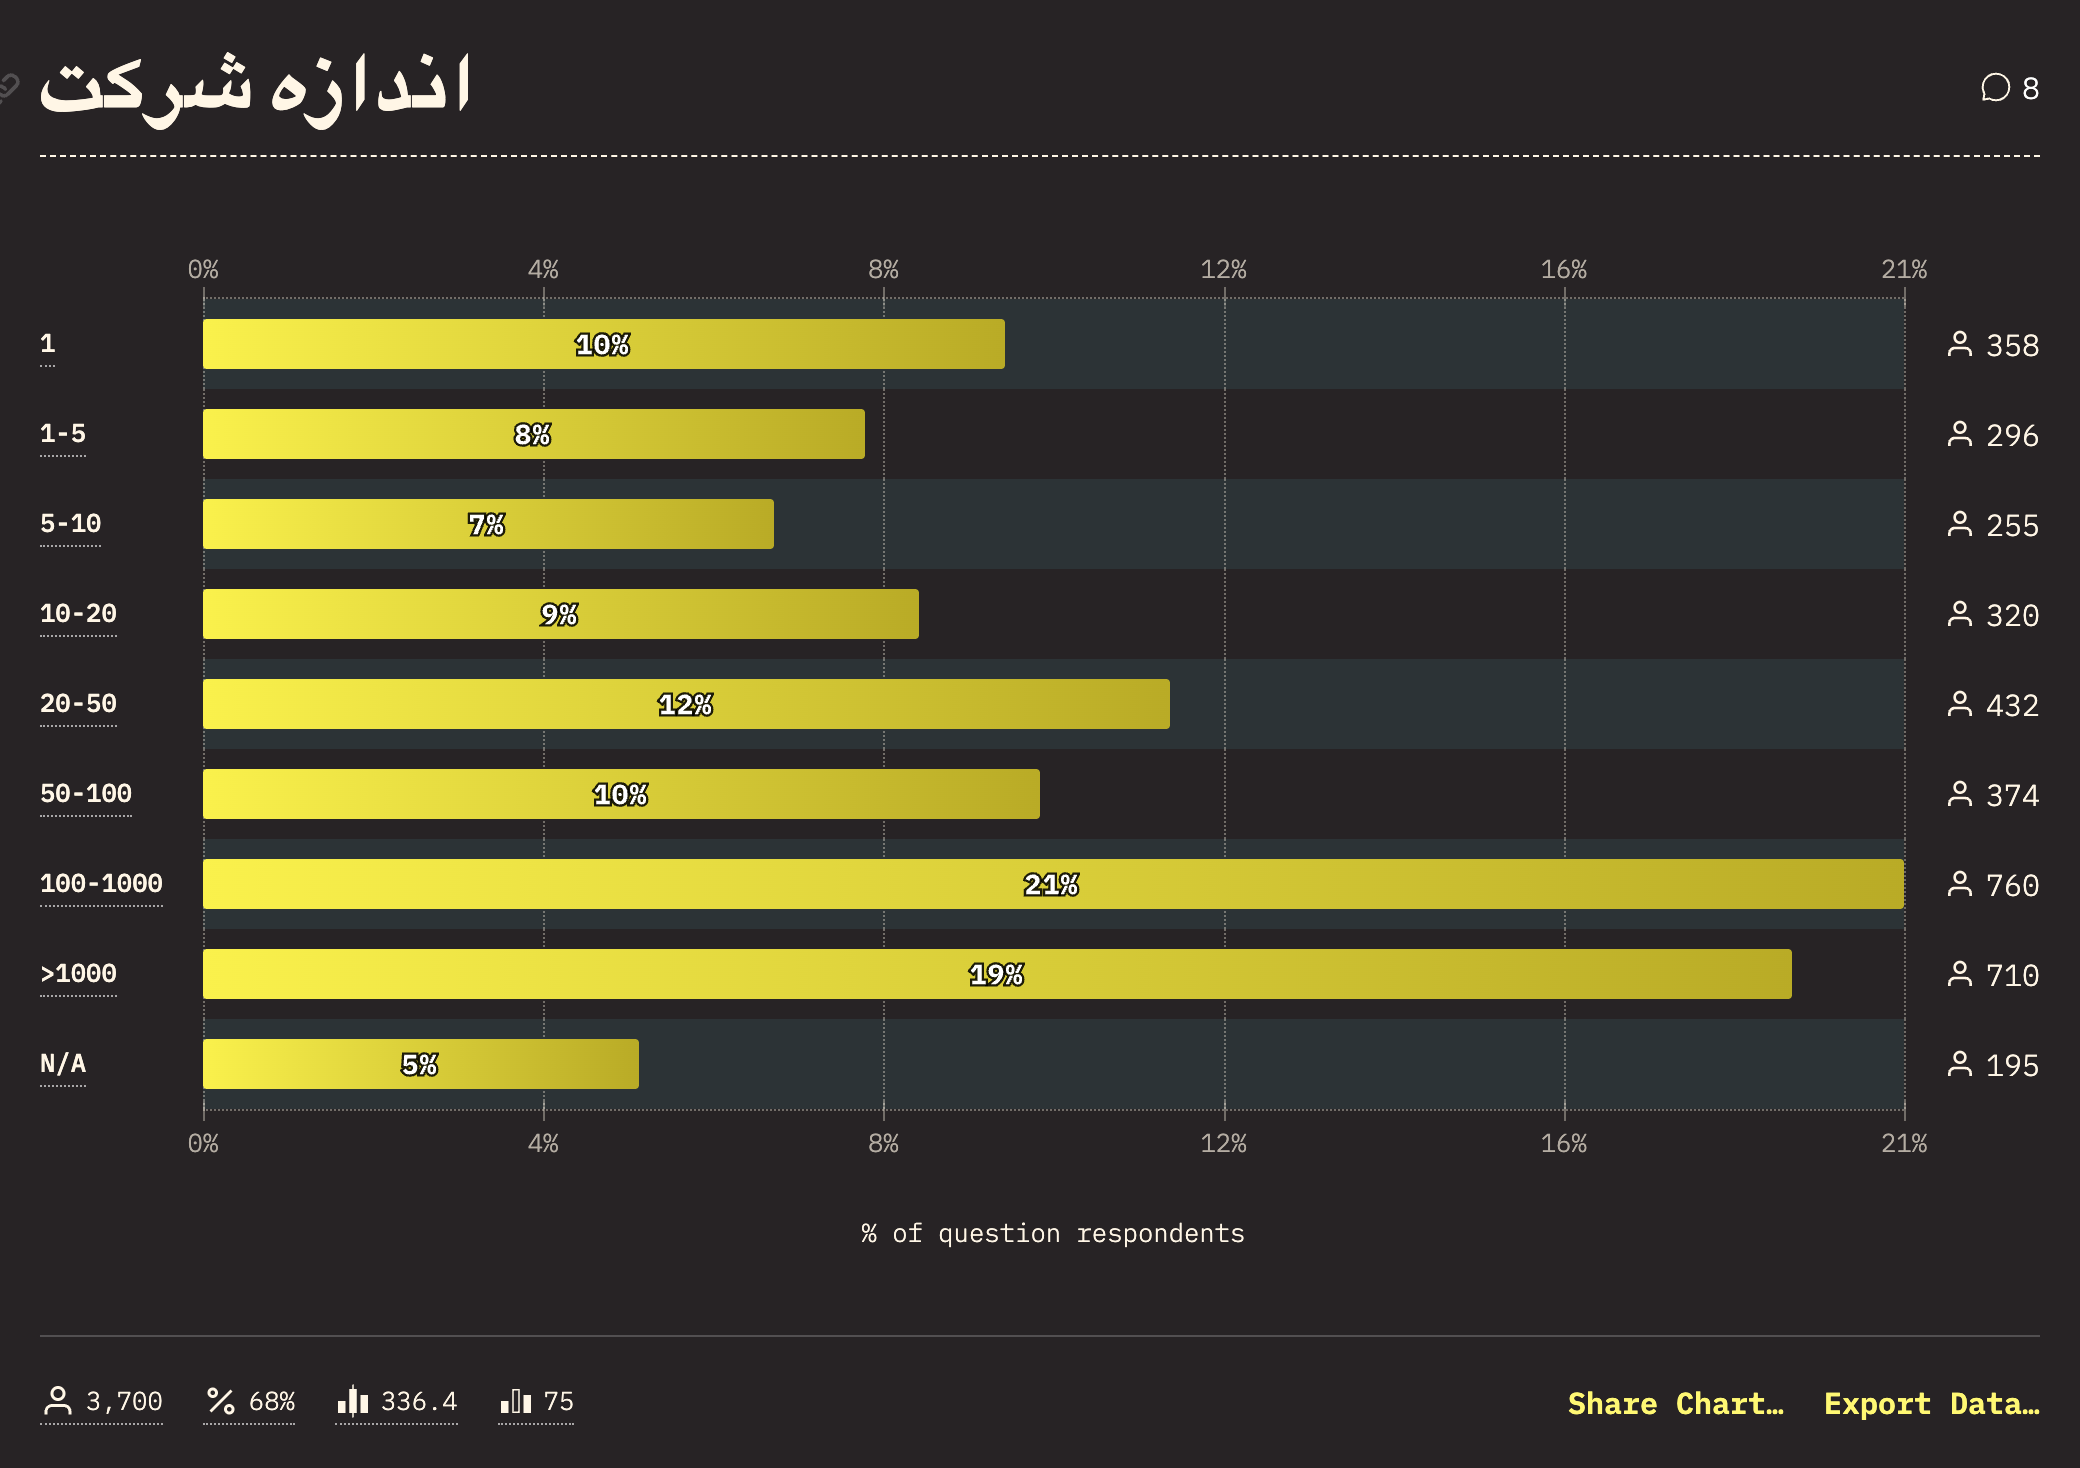 اندازه شرکت
8
0% 4% 8% 12% 16% 21%
1 10% 358
1-5 8% 296
5-10 7% 255
10-20 9% 320
20-50 12% 432
50-100 10% 374
100-1000 21% 760
>1000 19% 710
N/A 5% 195
0% 4% 8% 12% 16% 21%
% of question respondents
3,700 68% 336.4 75 Share Chart… Export Data…